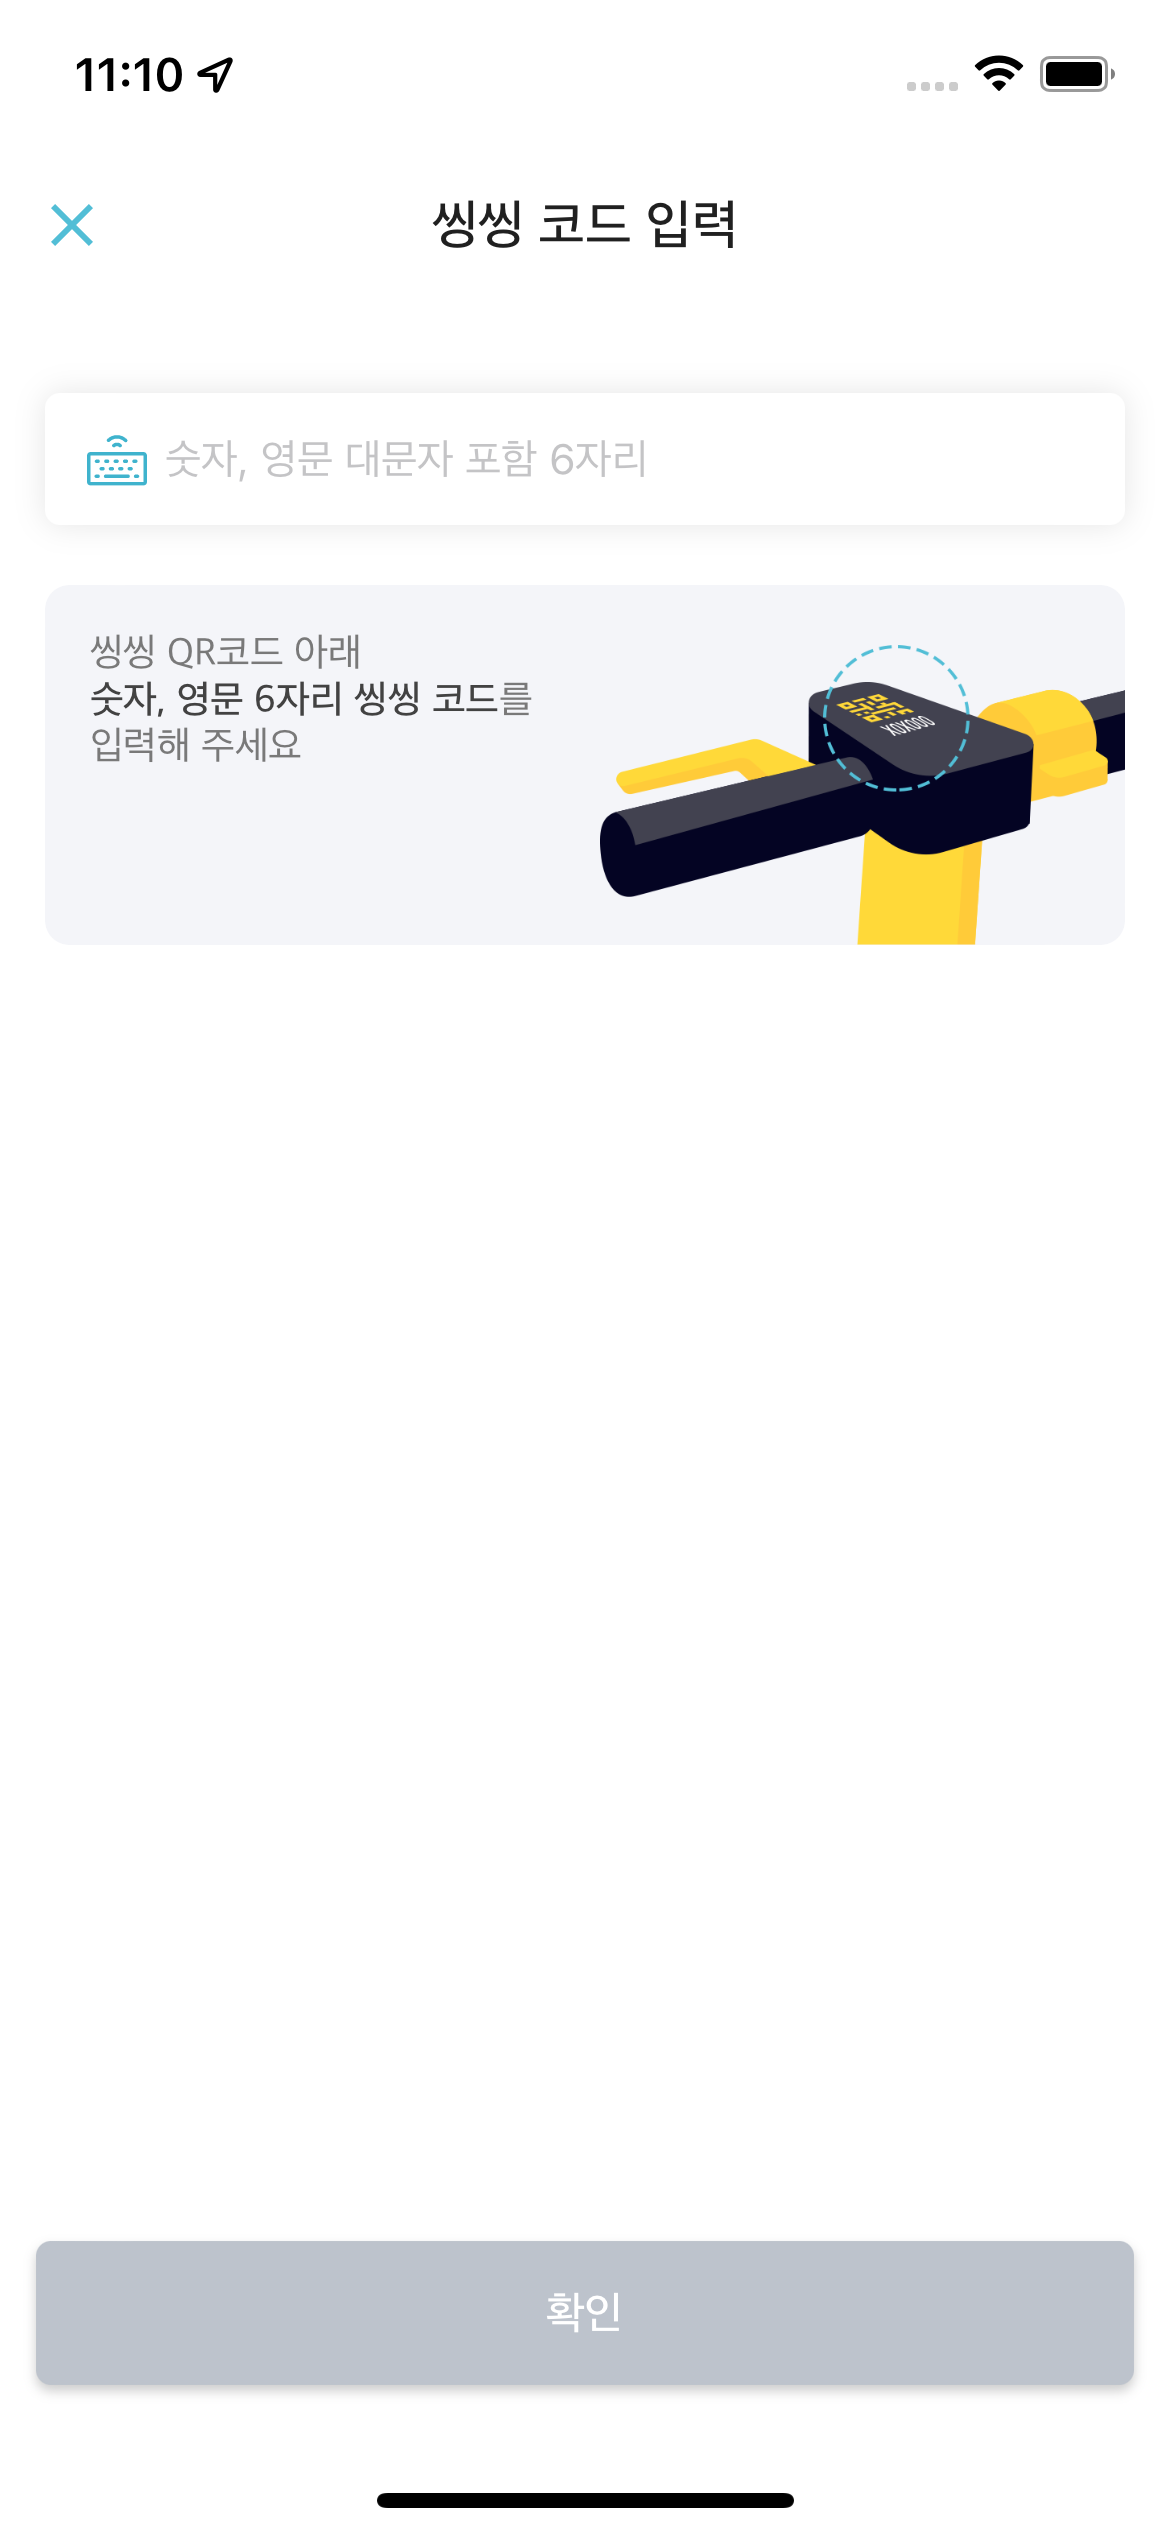 11:10
씽씽 코드 입력
숫자, 영문 대문자 포함 6자리
씽씽 QR코드 아래
숫자, 영문 6자리 씽씽 코드를
입력해 주세요
X0X000
확인